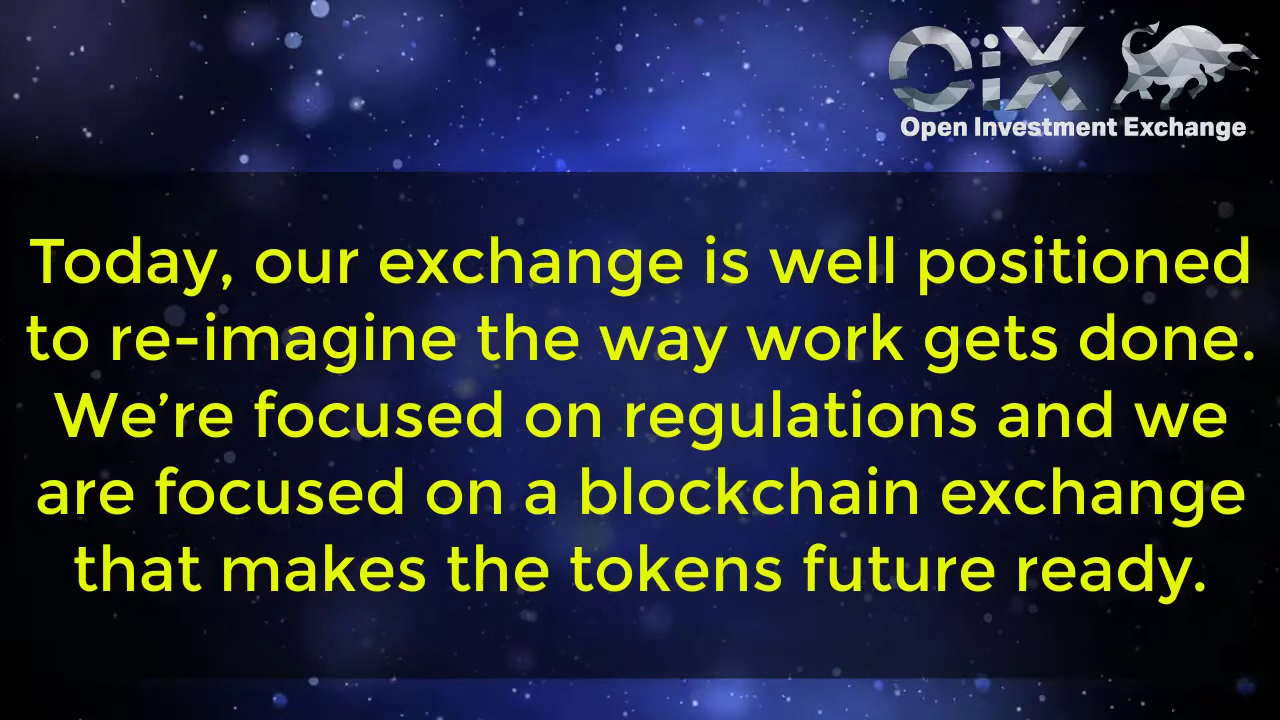 OiX
Open Investment Exchange
Today, our exchange is well positioned
to re-imagine the way work gets done.
We’re focused on regulations and we
are focused on a blockchain exchange
that makes the tokens future ready.